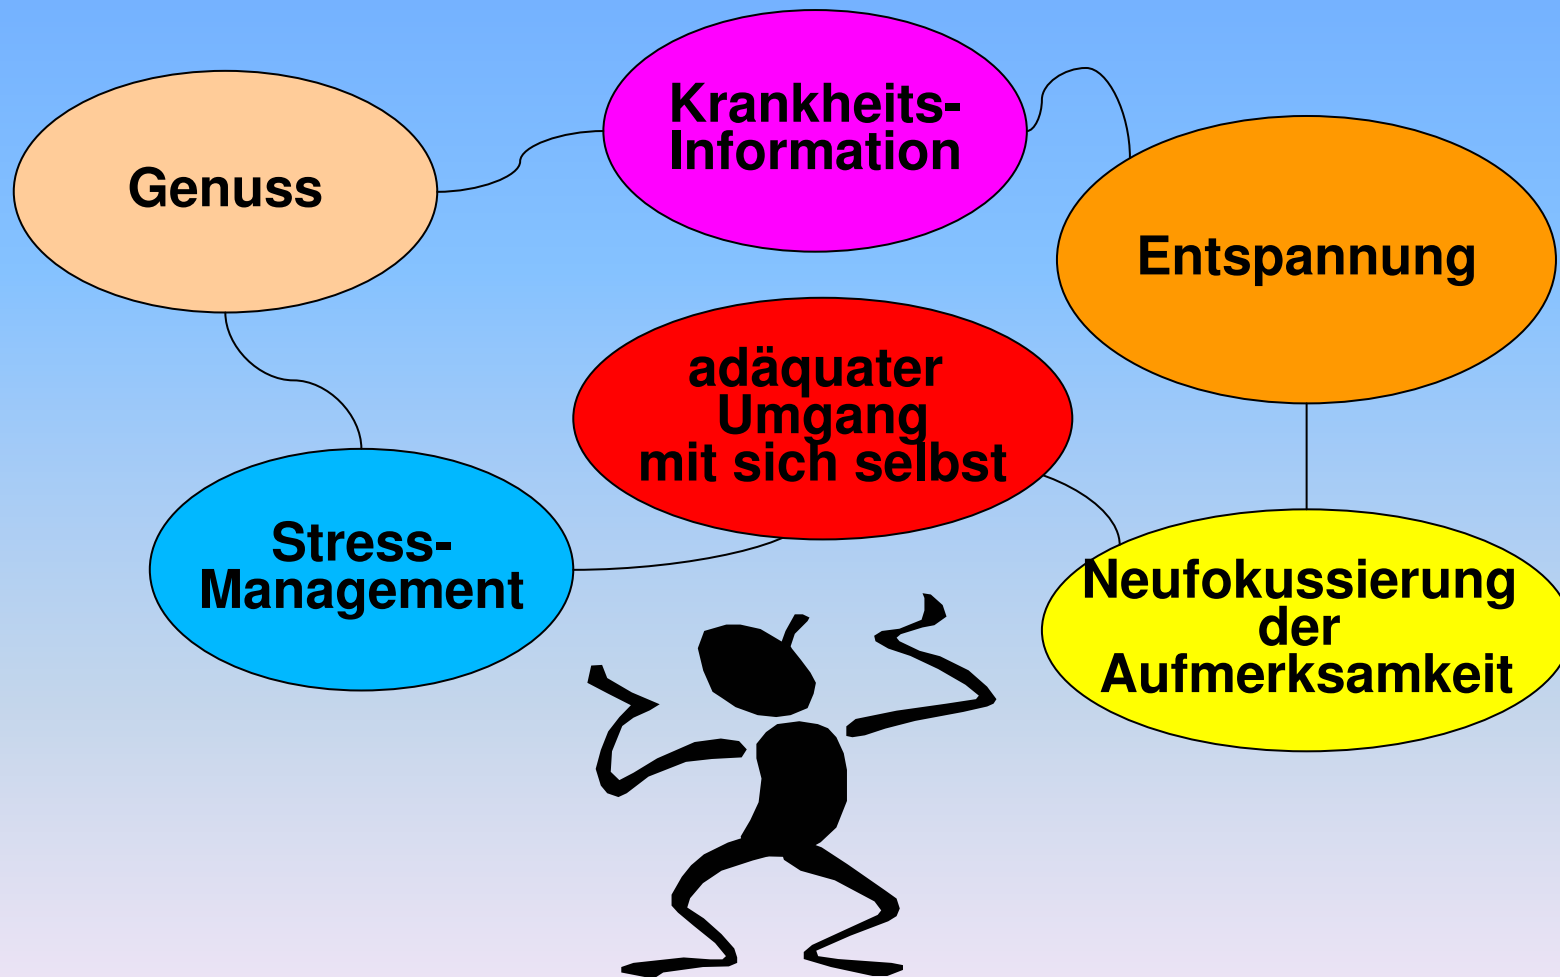 Krankheits-
Information
Genuss
Entspannung
adäquater
Umgang
mit sich selbst
Stress-
Management
Neufokussierung
der
Aufmerksamkeit